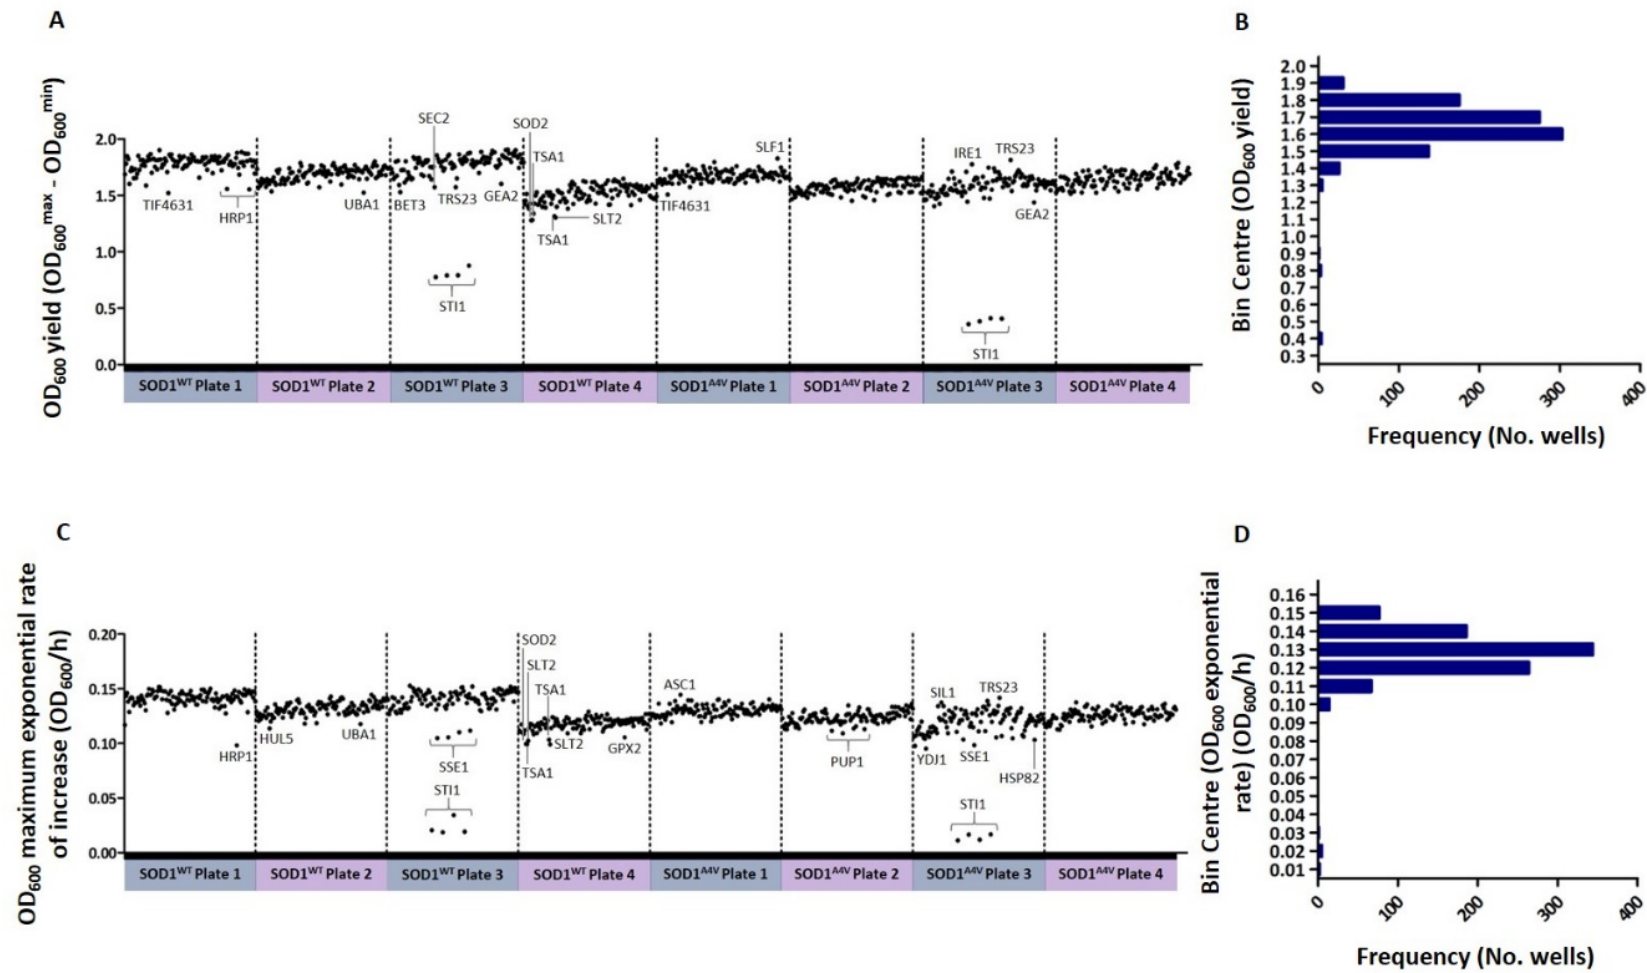 A
OD600 yield (OD600max - OD600min)
2.0
1.5
1.0
0.5
0.0
SEC2
SOD2
TSA1
SLF1
IRE1
TRS23
TIF4631
HRP1
UBA1
BET3
TRS23
GEA2
TSA1
SLT2
TIF4631
GEA2
STI1
STI1
SOD1WT Plate 1
SOD1WT Plate 2
SOD1WT Plate 3
SOD1WT Plate 4
SOD1A4V Plate 1
SOD1A4V Plate 2
SOD1A4V Plate 3
SOD1A4V Plate 4
B
Bin Centre (OD600 yield)
2.0
1.9
1.8
1.7
1.6
1.5
1.4
1.3
1.2
1.1
1.0
0.9
0.8
0.7
0.6
0.5
0.4
0.3
0
100
200
300
400
Frequency (No. wells)
C
OD600 maximum exponential rate
of increase (OD600/h)
0.20
0.15
0.10
0.05
0.00
SOD2
SLT2
TSA1
ASC1
SIL1
TRS23
HRP1
HUL5
UBA1
SSE1
STI1
TSA1
SLT2
GPX2
PUP1
YDJ1
SSE1
HSP82
STI1
SOD1WT Plate 1
SOD1WT Plate 2
SOD1WT Plate 3
SOD1WT Plate 4
SOD1A4V Plate 1
SOD1A4V Plate 2
SOD1A4V Plate 3
SOD1A4V Plate 4
D
Bin Centre (OD600 exponential
rate) (OD600/h)
0.16
0.15
0.14
0.13
0.12
0.11
0.10
0.09
0.08
0.07
0.06
0.05
0.04
0.03
0.02
0.01
0
100
200
300
400
Frequency (No. wells)